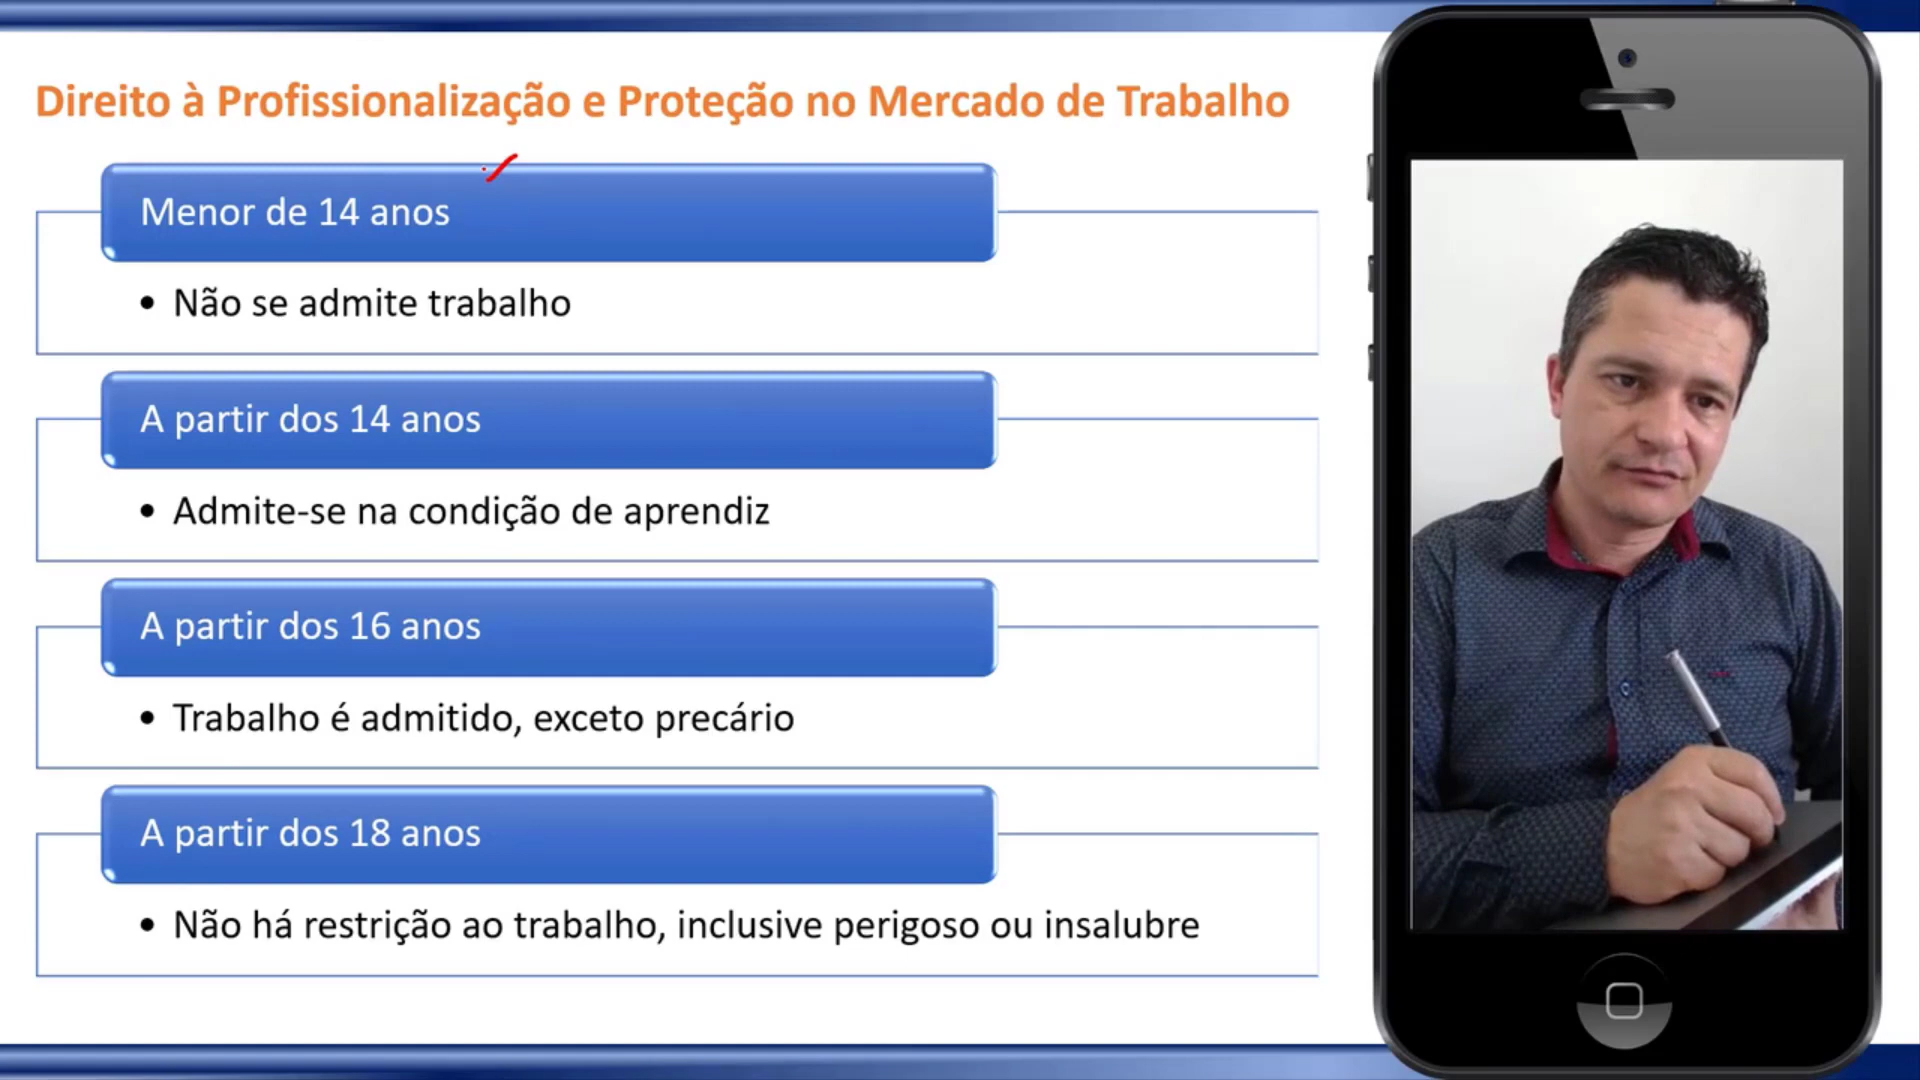 Direito à Profissionalização e Proteção no Mercado de Trabalho
Menor de 14 anos
• Não se admite trabalho
A partir dos 14 anos
• Admite-se na condição de aprendiz
A partir dos 16 anos
• Trabalho é admitido, exceto precário
A partir dos 18 anos
• Não há restrição ao trabalho, inclusive perigoso ou insalubre